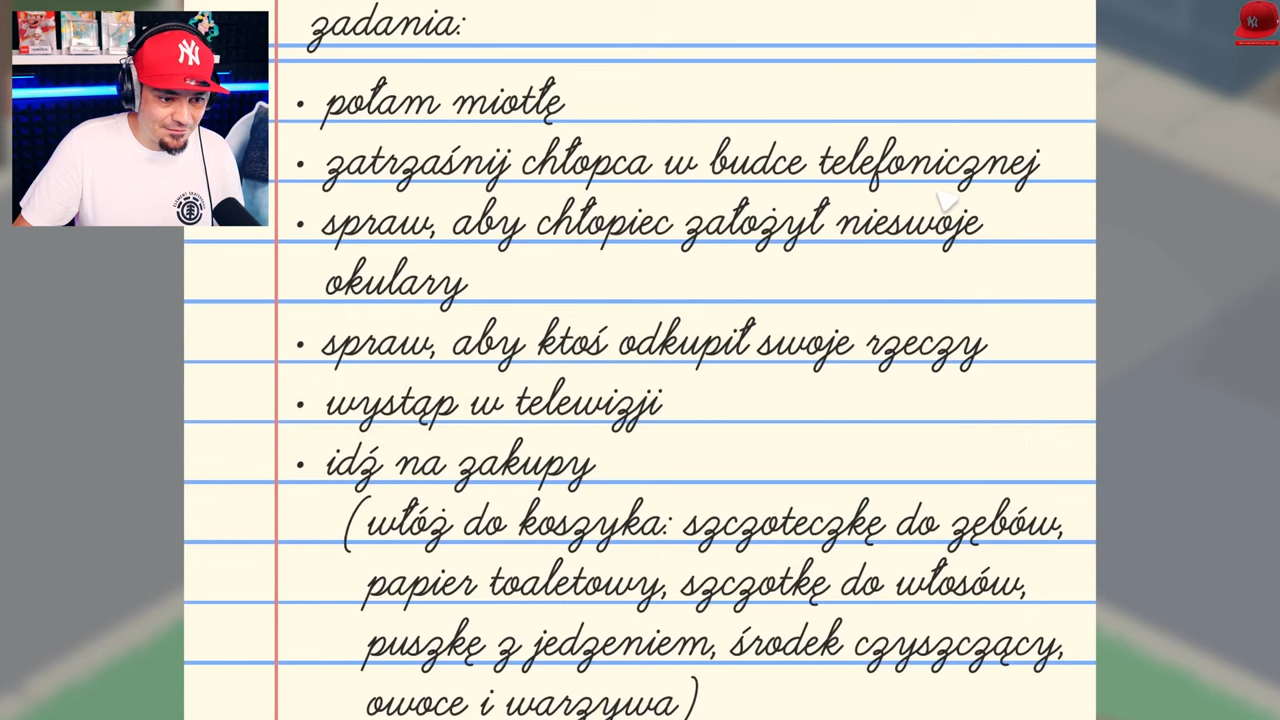 zadania:
• połam miotłę
• zatrzaśnij chłopca w budce telefonicznej
• spraw, aby chłopiec założył nieswoje
okulary
• spraw, aby ktoś odkupił swoje rzeczy
• wystąp w telewizji
• idź na zakupy
(włóż do koszyka: szczoteczkę do zębów,
papier toaletowy, szczotkę do włosów,
puszkę z jedzeniem, środek czyszczący,
owoce i warzywa)